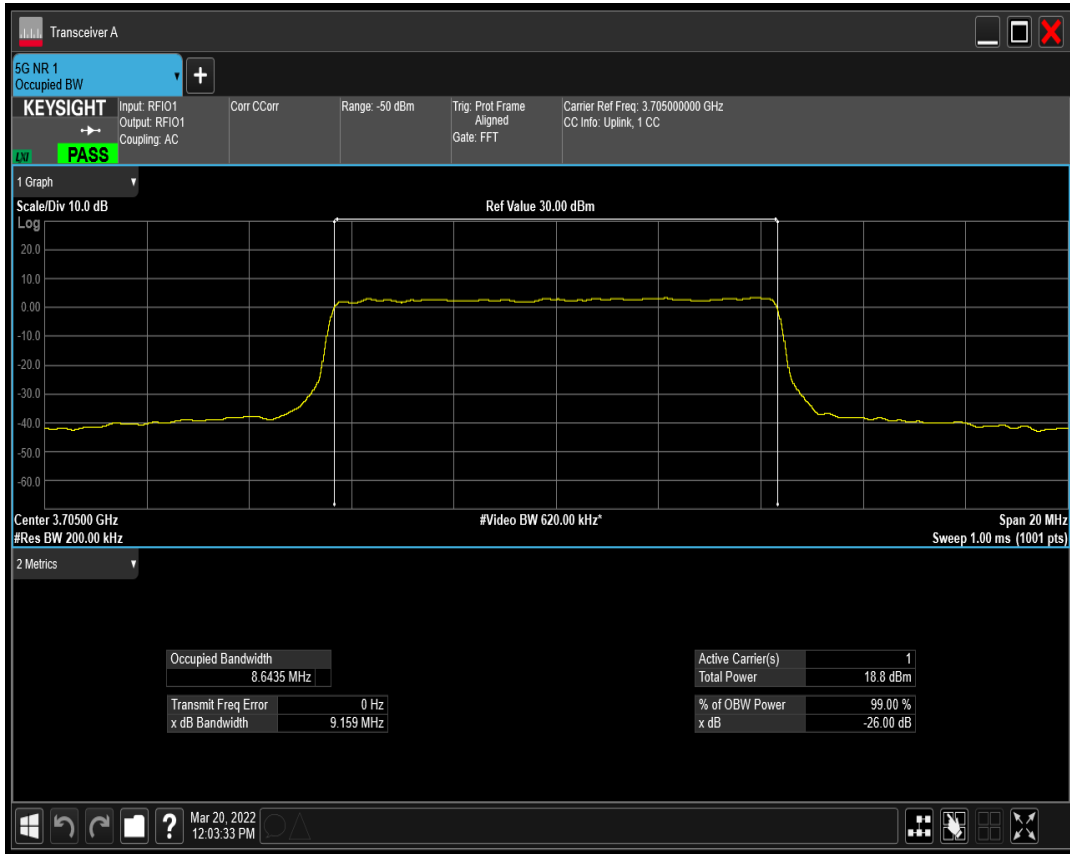 Transceiver A
5G NR 1
Occupied BW
KEYSIGHT
LXI
PASS
Input: RFIO1
Output: RFIO1
Coupling: AC
Corr CCorr
Range: -50 dBm
Trig: Prot Frame
Aligned
Gate: FFT
Carrier Ref Freq: 3.705000000 GHz
CC Info: Uplink, 1 CC
1 Graph
Scale/Div 10.0 dB
Ref Value 30.00 dBm
Log
20.0
10.0
0.00
-10.0
-20.0
-30.0
-40.0
-50.0
-60.0
Center 3.70500 GHz
#Video BW 620.00 kHz*
Span 20 MHz
#Res BW 200.00 kHz
Sweep 1.00 ms (1001 pts)
2 Metrics
Occupied Bandwidth
8.6435 MHz
Transmit Freq Error 0 Hz
x dB Bandwidth 9.159 MHz
Active Carrier(s) 1
Total Power 18.8 dBm
% of OBW Power 99.00 %
x dB -26.00 dB
?
Mar 20, 2022
12:03:33 PM